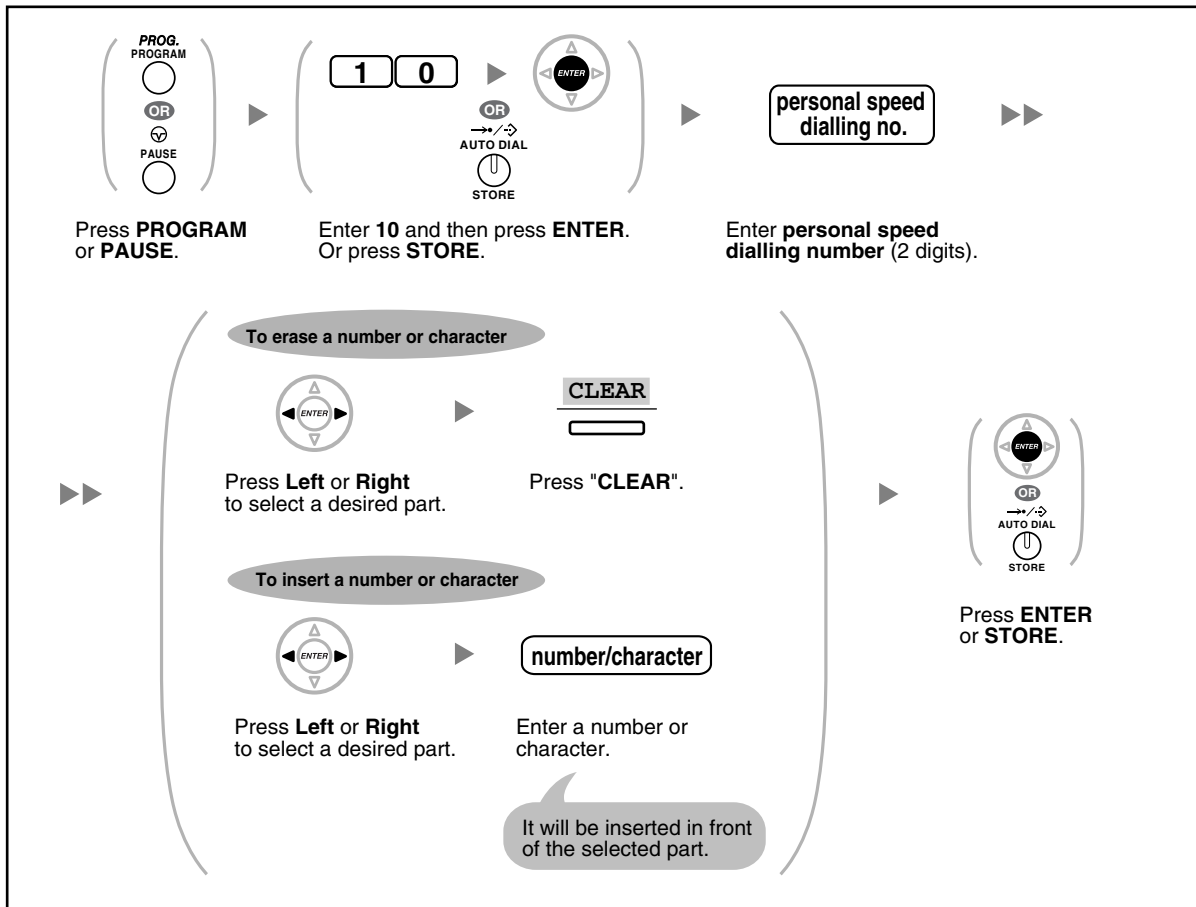 PROG.
PROGRAM
OR
PAUSE
Press PROGRAM
or PAUSE.
1 0
ENTER
OR
AUTO DIAL
STORE
Enter 10 and then press ENTER.
Or press STORE.
personal speed
dialling no.
Enter personal speed
dialling number (2 digits).
To erase a number or character
ENTER
CLEAR
Press Left or Right
to select a desired part.
Press "CLEAR".
To insert a number or character
ENTER
number/character
Press Left or Right
to select a desired part.
Enter a number or
character.
It will be inserted in front
of the selected part.
ENTER
OR
AUTO DIAL
STORE
Press ENTER
or STORE.